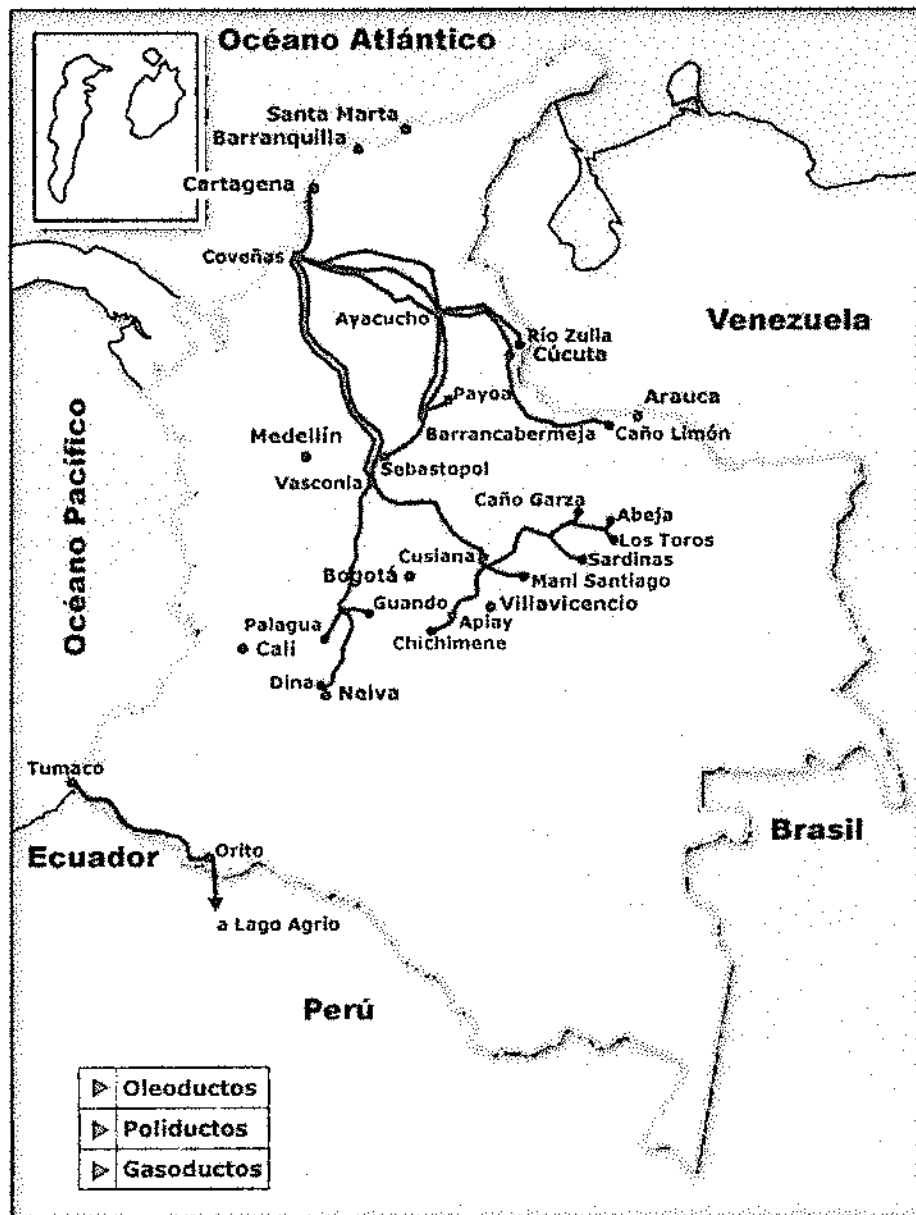 Océano Atlántico
Santa Marta
Barranquilla
Cartagena
Coveñas
Ayacucho
Venezuela
Río Zulia
Cúcuta
Payoa
Arauca
Medellín
Barrancabermeja
Caño Limón
Océano Pacífico
Sebastopol
Vasconia
Caño Garza
Abeja
Los Toros
Cusiana
Sardinas
Bogotá
Mani Santiago
Guando
Villavicencio
Palagua
Apiay
Cali
Chichimene
Dina
Neiva
Tumaco
Ecuador
Orito
Brasil
a Lago Agrio
Perú
Oleoductos
Poliductos
Gasoductos